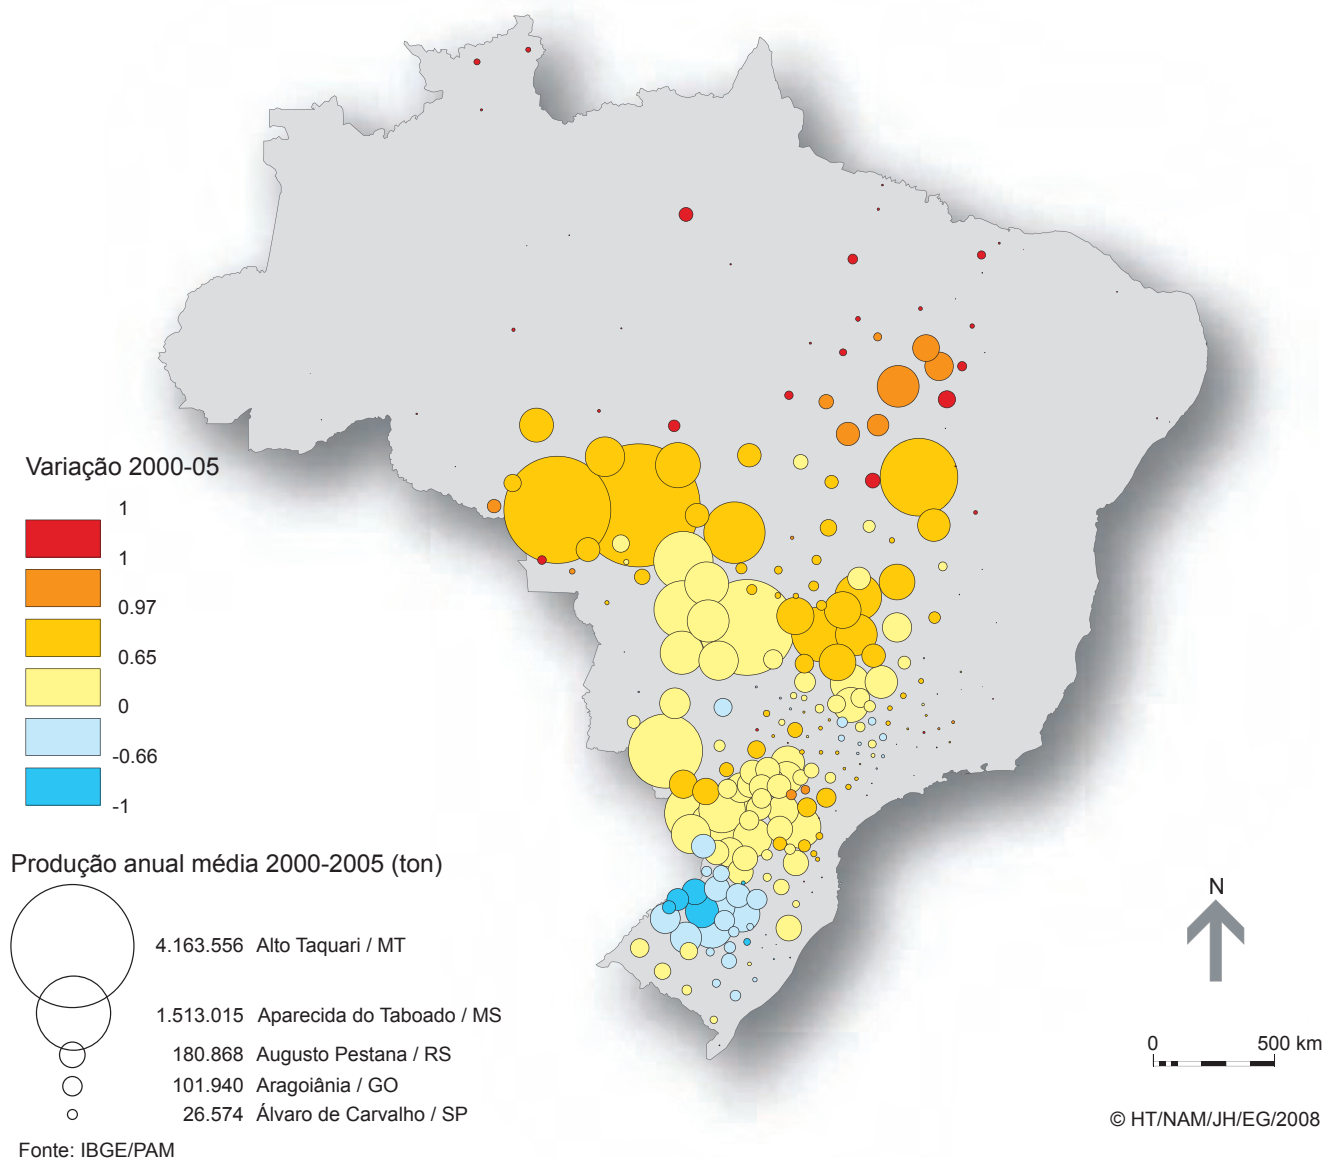 Variação 2000-05
1
1
0.97
0.65
0
-0.66
-1
Produção anual média 2000-2005 (ton)
4.163.556 Alto Taquari / MT
1.513.015 Aparecida do Taboado / MS
180.868 Augusto Pestana / RS
101.940 Aragoiânia / GO
26.574 Álvaro de Carvalho / SP
Fonte: IBGE/PAM
N
0 500 km
© HT/NAM/JH/EG/2008